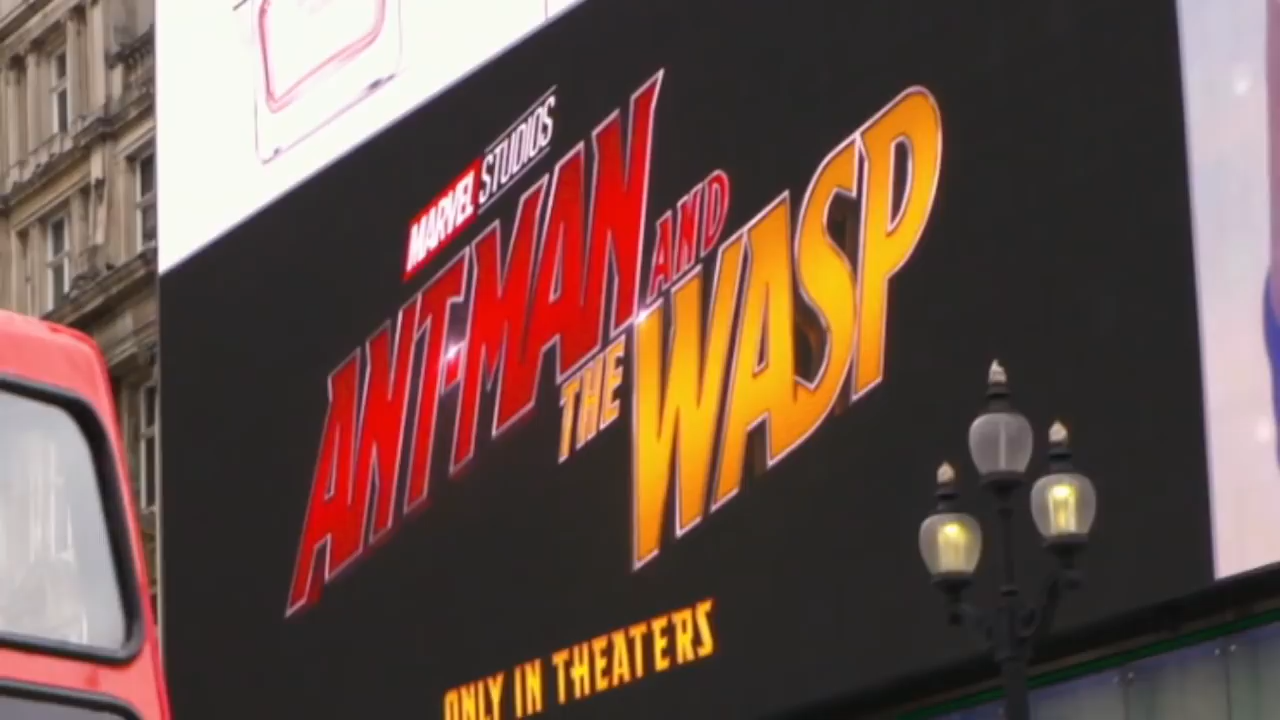 MARVEL STUDIOS
ANT-MAN AND
THE WASP
ONLY IN THEATERS